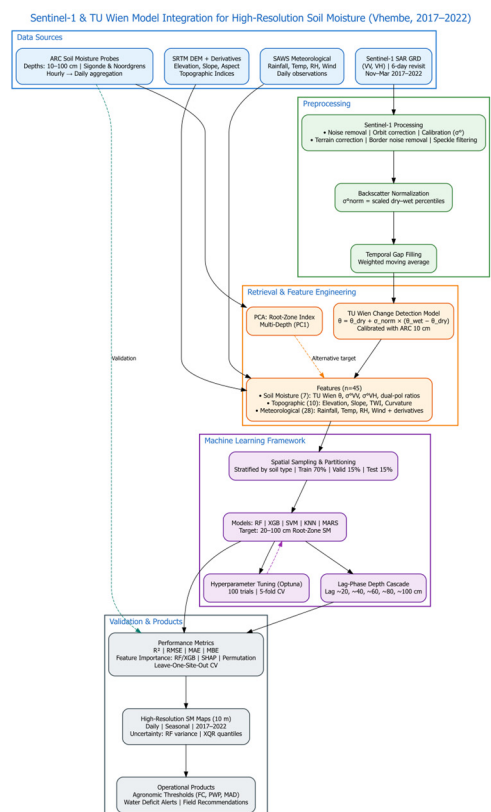 Sentinel-1 & TU Wien Model Integration for High-Resolution Soil Moisture (Vhembe, 2017–2022)
Data Sources
ARC Soil Moisture Probes
Depths: 10–100 cm | Sigonde & Noordgrens
Hourly → Daily aggregation
SRTM DEM + Derivatives
Elevation, Slope, Aspect
Topographic Indices
SAWS Meteorological
Rainfall, Temp, RH, Wind
Daily observations
Sentinel-1 SAR GRD
(VV, VH) | 6-day revisit
Nov–Mar 2017–2022
Preprocessing
Sentinel-1 Processing
• Noise removal | Orbit correction | Calibration (σ°)
• Terrain correction | Border noise removal | Speckle filtering
Backscatter Normalization
σ°norm = scaled dry–wet percentiles
Temporal Gap Filling
Weighted moving average
Retrieval & Feature Engineering
PCA: Root-Zone Index
Multi-Depth (PC1)
TU Wien Change Detection Model
θ = θ_dry + σ_norm × (θ_wet − θ_dry)
Calibrated with ARC 10 cm
Validation
Alternative target
Features (n=45)
• Soil Moisture (7): TU Wien θ, σ°VV, σ°VH, dual-pol ratios
• Topographic (10): Elevation, Slope, TWI, Curvature
• Meteorological (28): Rainfall, Temp, RH, Wind + derivatives
Machine Learning Framework
Spatial Sampling & Partitioning
Stratified by soil type | Train 70% | Valid 15% | Test 15%
Models: RF | XGB | SVM | KNN | MARS
Target: 20–100 cm Root-Zone SM
Hyperparameter Tuning (Optuna)
100 trials | 5-fold CV
Lag-Phase Depth Cascade
Lag ~20, ~40, ~60, ~80, ~100 cm
Validation & Products
Performance Metrics
R² | RMSE | MAE | MBE
Feature Importance: RF/XGB | SHAP | Permutation
Leave-One-Site-Out CV
High-Resolution SM Maps (10 m)
Daily | Seasonal | 2017–2022
Uncertainty: RF variance | XQR quantiles
Operational Products
Agronomic Thresholds (FC, PWP, MAD)
Water Deficit Alerts | Field Recommendations